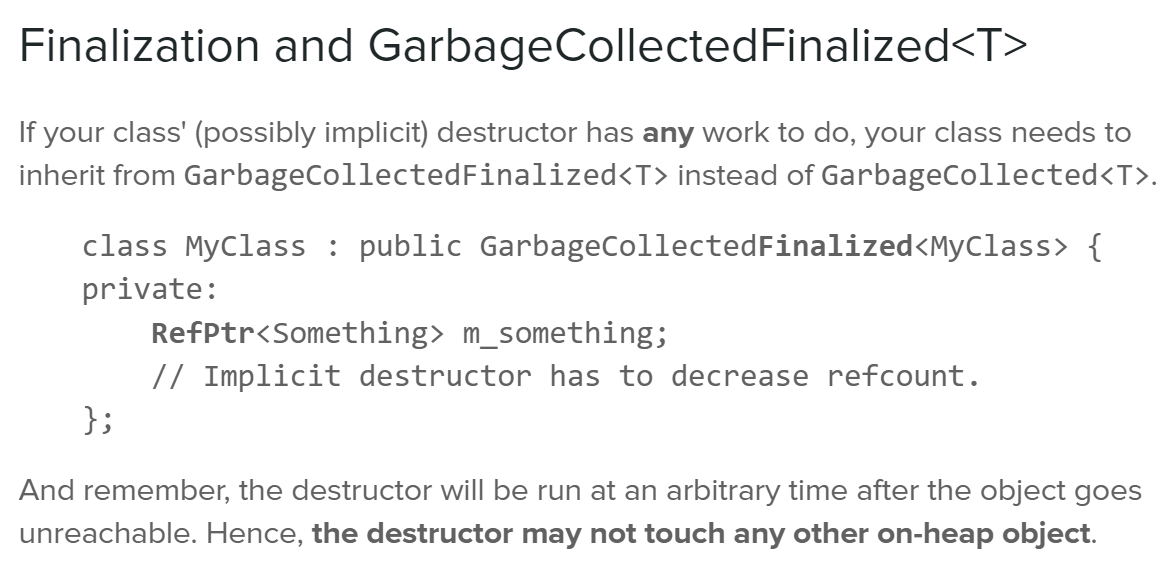 Finalization and GarbageCollectedFinalized<T>
If your class' (possibly implicit) destructor has any work to do, your class needs to
inherit from GarbageCollectedFinalized<T> instead of GarbageCollected<T>.
class MyClass : public GarbageCollectedFinalized<MyClass> {
private:
RefPtr<Something> m_something;
// Implicit destructor has to decrease refcount.
};
And remember, the destructor will be run at an arbitrary time after the object goes
unreachable. Hence, the destructor may not touch any other on-heap object.